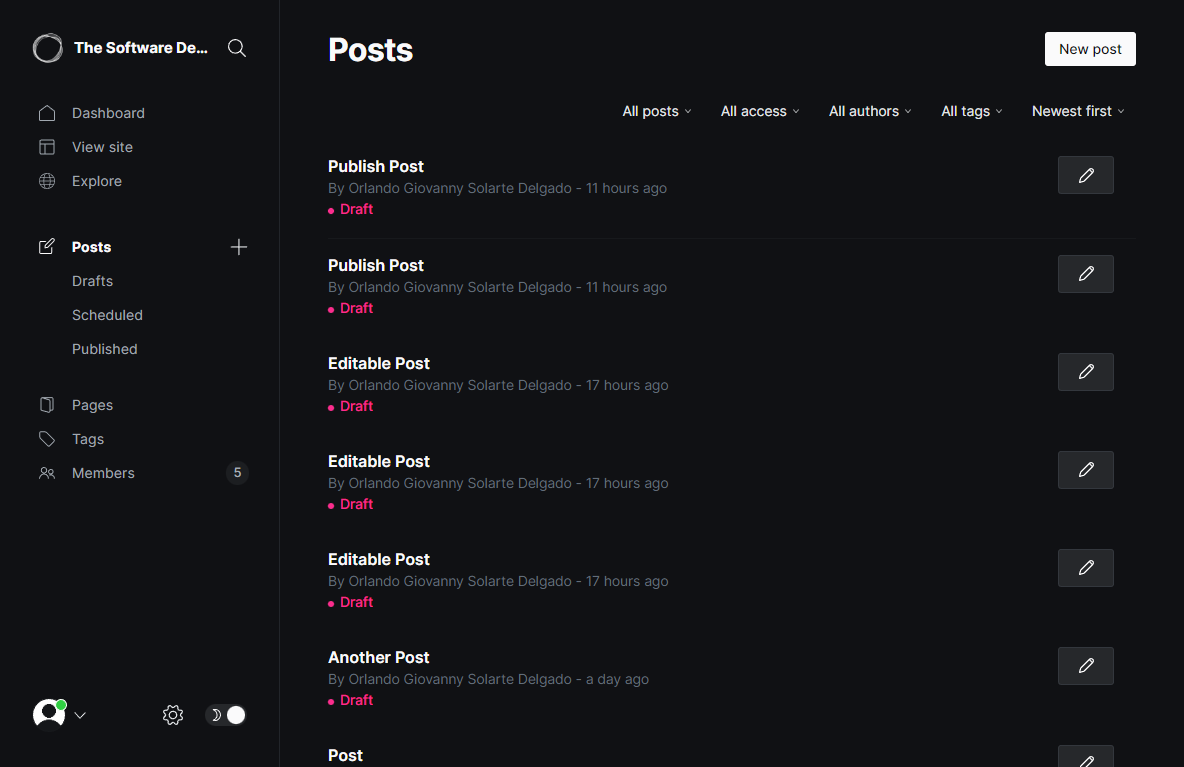 The Software De...
Dashboard
View site
Explore
Posts
Drafts
Scheduled
Published
Pages
Tags
Members 5
Posts
New post
All posts All access All authors All tags Newest first
Publish Post
By Orlando Giovanny Solarte Delgado - 11 hours ago
Draft
Publish Post
By Orlando Giovanny Solarte Delgado - 11 hours ago
Draft
Editable Post
By Orlando Giovanny Solarte Delgado - 17 hours ago
Draft
Editable Post
By Orlando Giovanny Solarte Delgado - 17 hours ago
Draft
Editable Post
By Orlando Giovanny Solarte Delgado - 17 hours ago
Draft
Another Post
By Orlando Giovanny Solarte Delgado - a day ago
Draft
Post